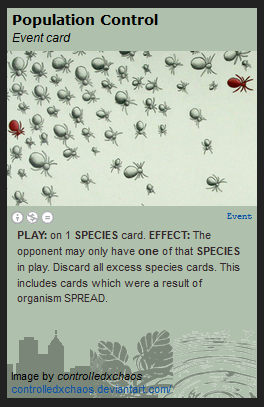 Population Control
Event card
Event
PLAY: on 1 SPECIES card. EFFECT: The
opponent may only have one of that SPECIES
in play. Discard all excess species cards. This
includes cards which were a result of
organism SPREAD.
Image by controlledxchaos
controlledxchaos.deviantart.com/